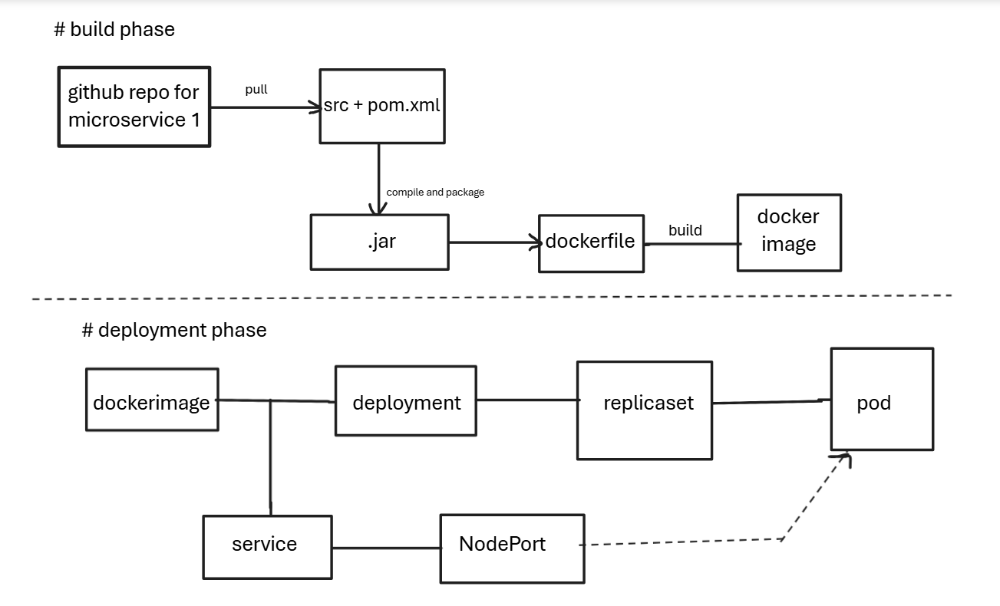 # build phase
github repo for
microservice 1
pull
src + pom.xml
compile and package
.jar
dockerfile
build
docker
image
# deployment phase
dockerimage
deployment
replicaset
pod
service
NodePort